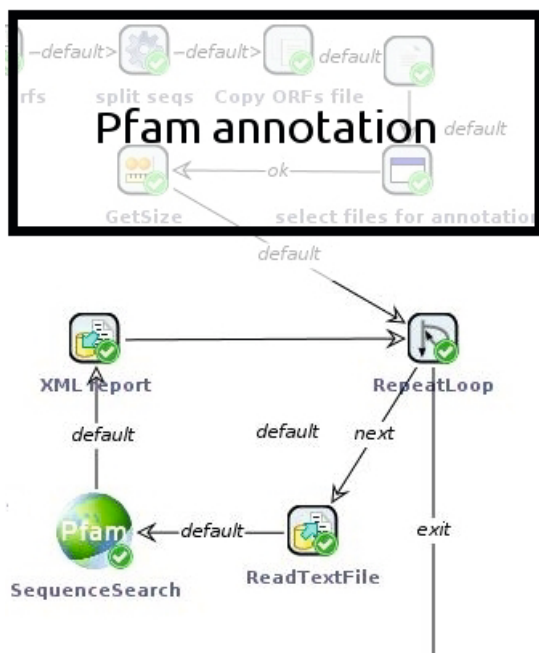 default> default> default
rfs split seqs Copy ORFs file
Pfam annotation
default
ok
GetSize select files for annotation
default
XML report RepeatLoop
default default next
Pfam default exit
SequenceSearch ReadTextFile